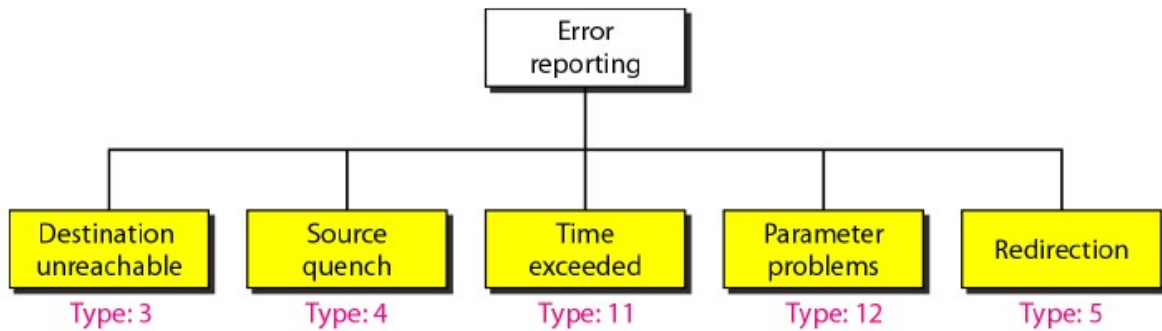 Error
reporting
Destination
unreachable
Source
quench
Time
exceeded
Parameter
problems
Redirection
Type: 3
Type: 4
Type: 11
Type: 12
Type: 5